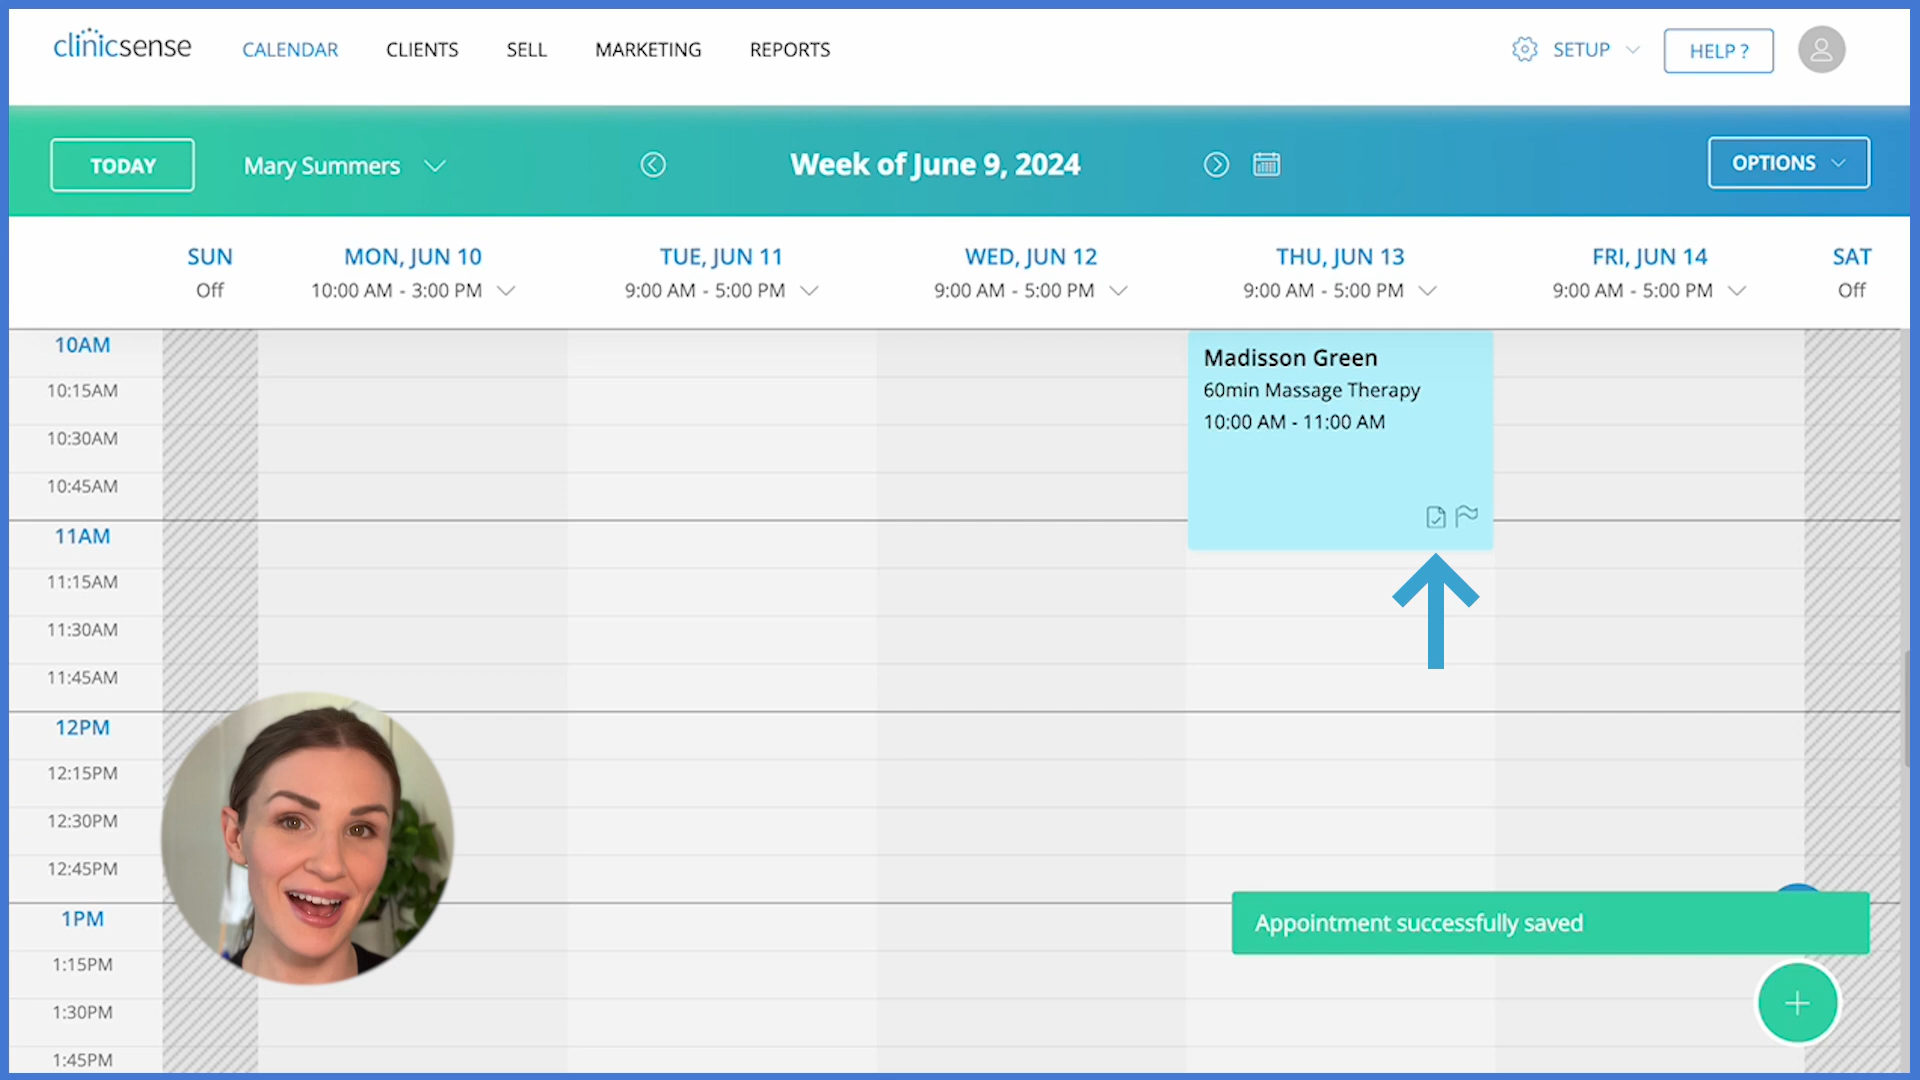 clinicsense CALENDAR CLIENTS SELL MARKETING REPORTS SETUP HELP ?
TODAY Mary Summers Week of June 9, 2024 OPTIONS
SUN MON, JUN 10 TUE, JUN 11 WED, JUN 12 THU, JUN 13 FRI, JUN 14 SAT
Off 10:00 AM - 3:00 PM 9:00 AM - 5:00 PM 9:00 AM - 5:00 PM 9:00 AM - 5:00 PM 9:00 AM - 5:00 PM Off
10AM
Madisson Green
10:15AM
60min Massage Therapy
10:00 AM - 11:00 AM
10:30AM
10:45AM
11AM
11:15AM
11:30AM
11:45AM
12PM
12:15PM
12:30PM
12:45PM
1PM
Appointment successfully saved
1:15PM
1:30PM
1:45PM